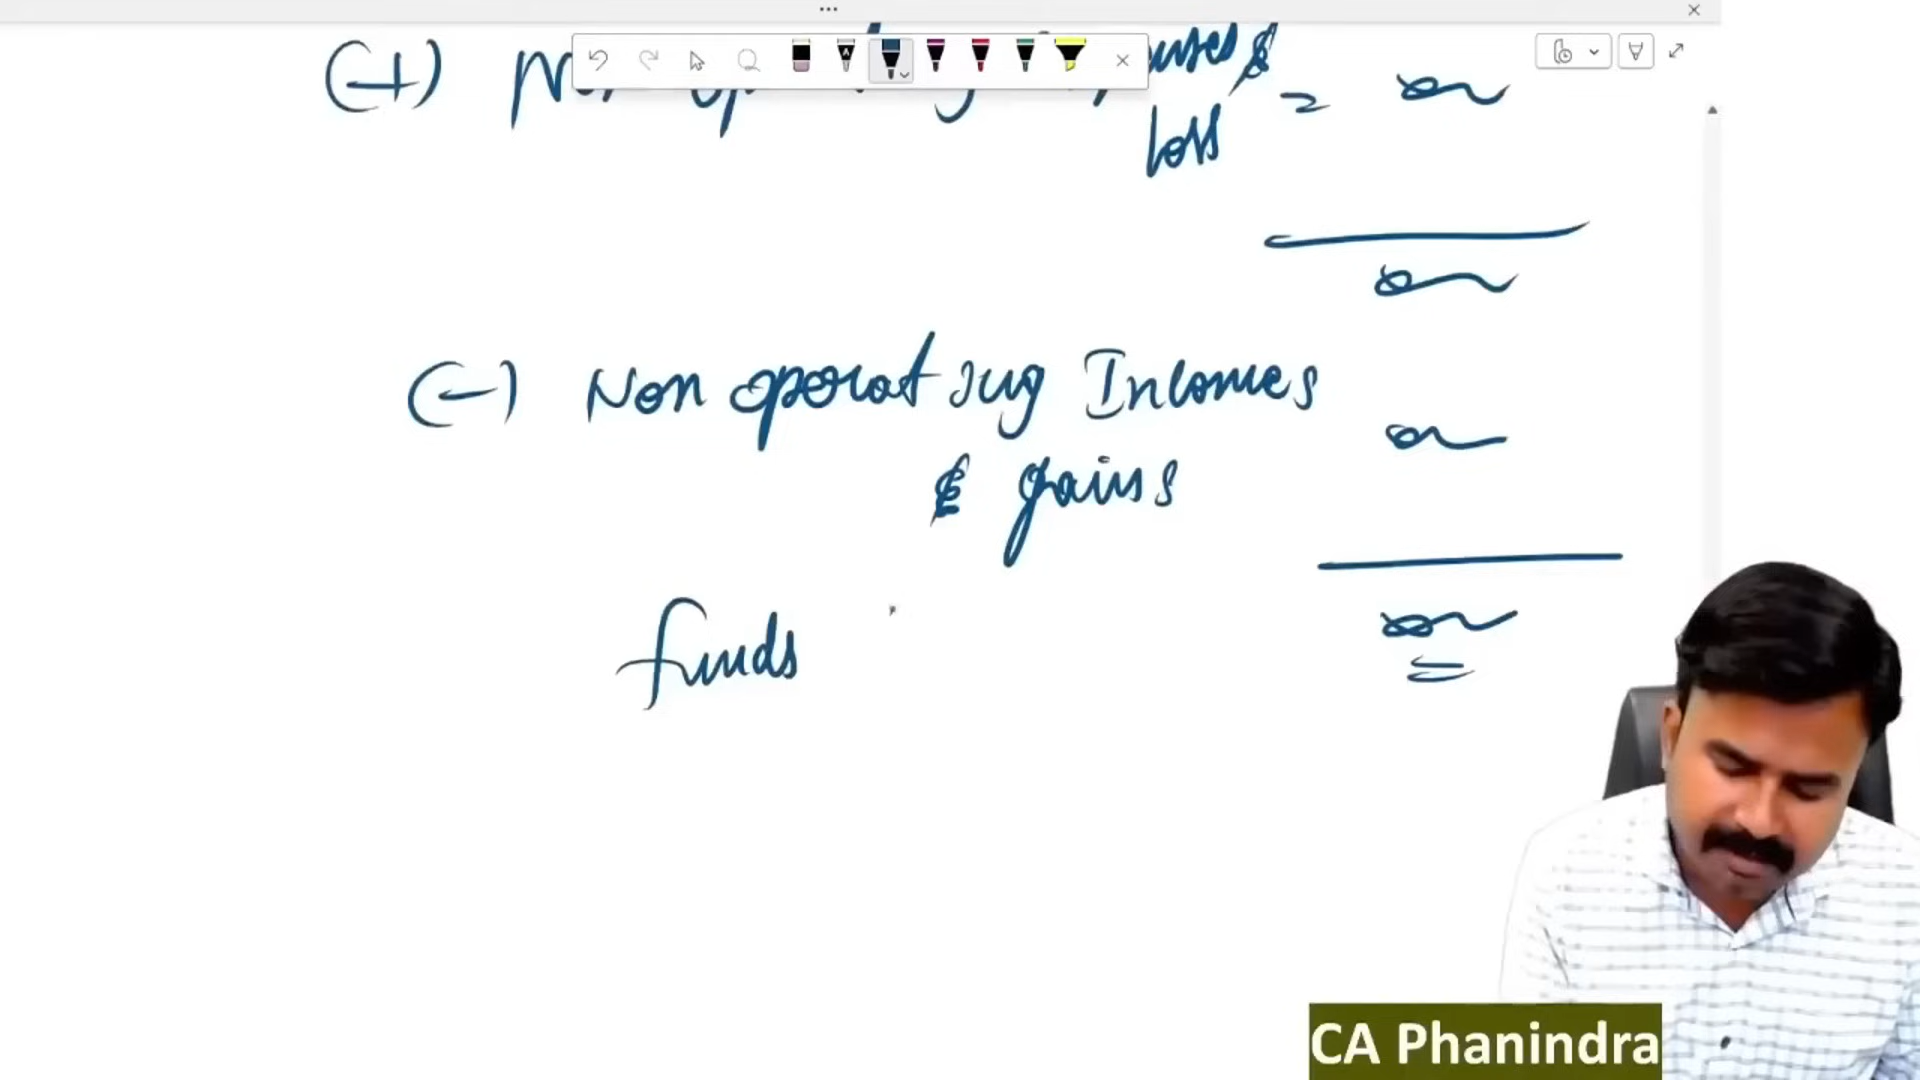 (+)
loss
(-) Non operating Incomes
& gains
funds
CA Phanindra